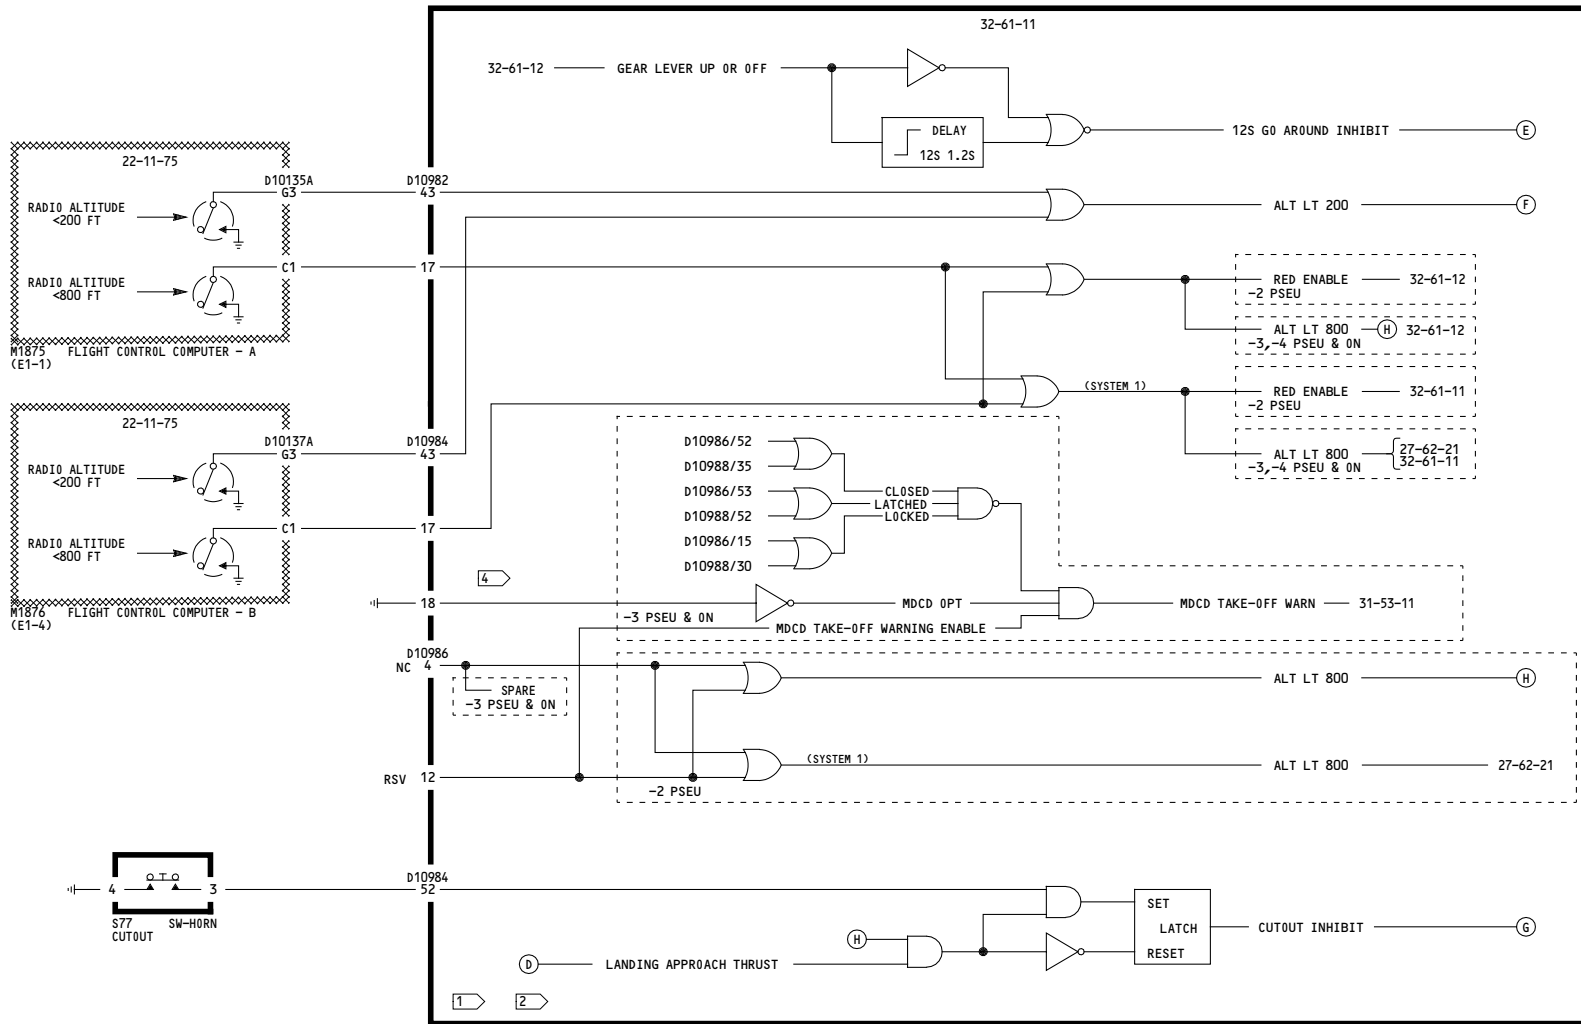 32-61-11
32-61-12 GEAR LEVER UP OR OFF
DELAY
12S 1.2S
12S GO AROUND INHIBIT E
22-11-75
D10135A
G3
D10982
43
RADIO ALTITUDE
<200 FT
ALT LT 200 F
C1
17
RADIO ALTITUDE
<800 FT
RED ENABLE 32-61-12
-2 PSEU
ALT LT 800 H 32-61-12
-3,-4 PSEU & ON
M1875 FLIGHT CONTROL COMPUTER - A
(E1-1)
(SYSTEM 1)
RED ENABLE 32-61-11
-2 PSEU
ALT LT 800 27-62-21
32-61-11
-3,-4 PSEU & ON
22-11-75
D10137A
G3
D10984
43
RADIO ALTITUDE
<200 FT
C1
17
RADIO ALTITUDE
<800 FT
M1876 FLIGHT CONTROL COMPUTER - B
(E1-4)
D10986/52
D10988/35
D10986/53
D10988/52
D10986/15
D10988/30
CLOSED
LATCHED
LOCKED
4
18
-3 PSEU & ON
MDCD OPT
MDCD TAKE-OFF WARN 31-53-11
MDCD TAKE-OFF WARNING ENABLE
D10986
NC 4
SPARE
-3 PSEU & ON
ALT LT 800 H
(SYSTEM 1)
ALT LT 800 27-62-21
RSV 12
-2 PSEU
D10984
4 3 52
S77 SW-HORN
CUTOUT
SET
LATCH
RESET
CUTOUT INHIBIT G
H
D LANDING APPROACH THRUST
1 2